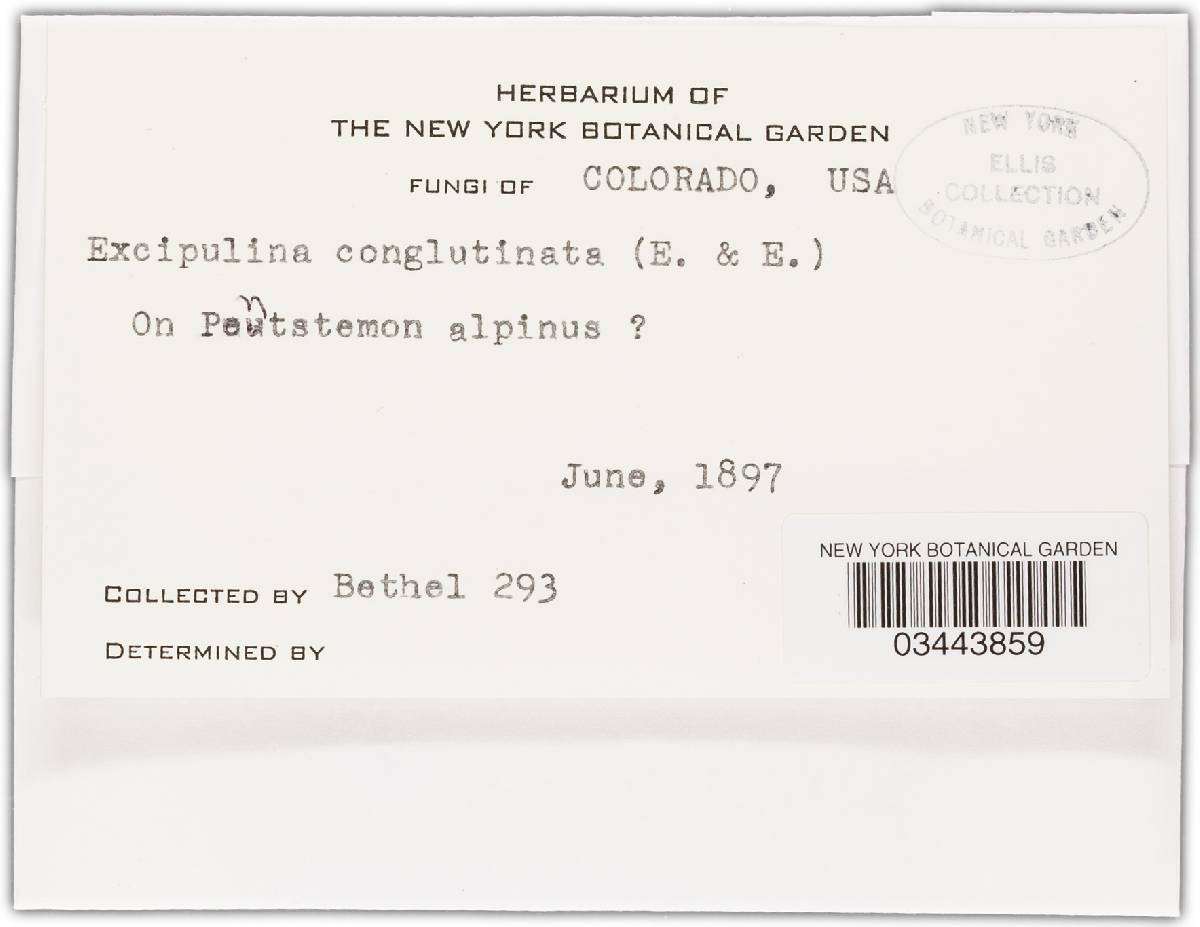 HERBARIUM OF
THE NEW YORK BOTANICAL GARDEN
FUNGI OF COLORADO, USA
NEW YORK
ELLIS
COLLECTION
BOTANICAL GARDEN
Excipulina conglutinata (E. & E.)
On Pentstemon alpinus ?
June, 1897
NEW YORK BOTANICAL GARDEN
03443859
COLLECTED BY Bethel 293
DETERMINED BY